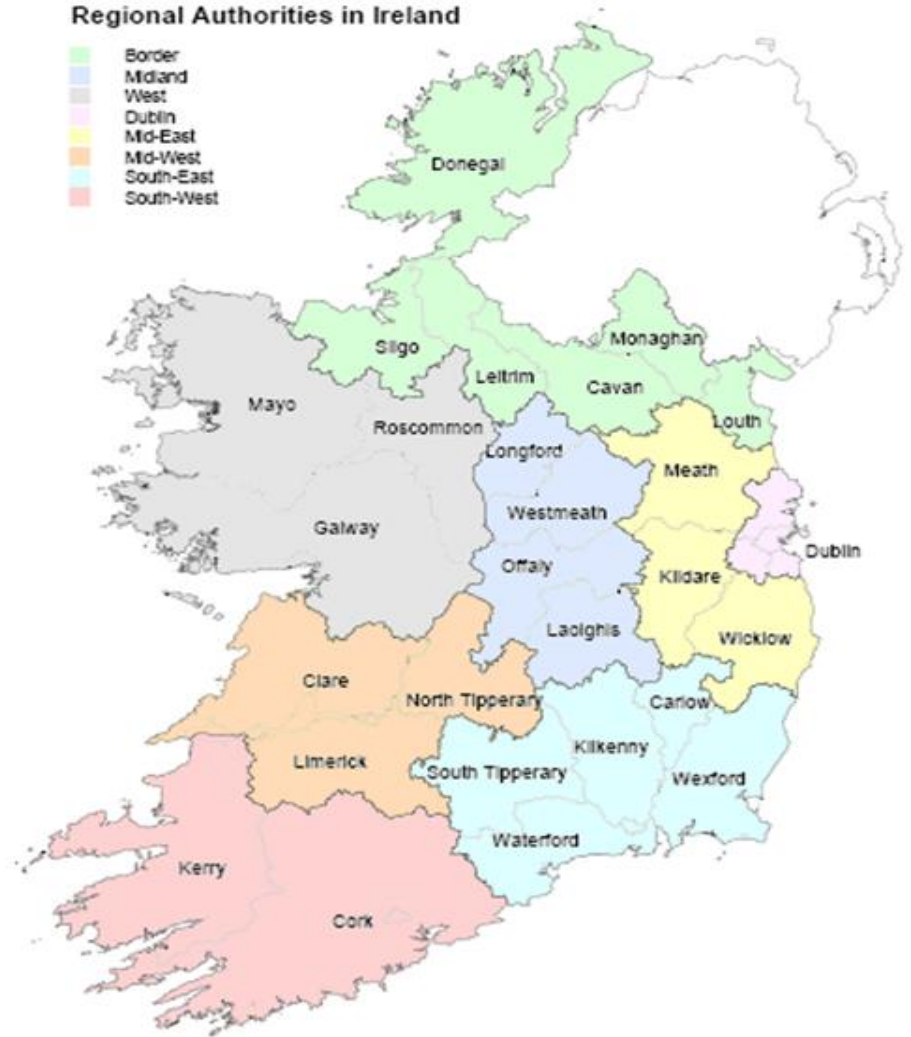 Regional Authorities in Ireland
Border
Midland
West
Dublin
Mid-East
Mid-West
South-East
South-West
Donegal
Monaghan
Sligo
Leitrim
Cavan
Mayo
Roscommon
Louth
Longford
Meath
Westmeath
Galway
Dublin
Offaly
Kildare
Laoighis
Wicklow
Clare
North Tipperary
Carlow
Kilkenny
Limerick
South Tipperary
Wexford
Waterford
Kerry
Cork